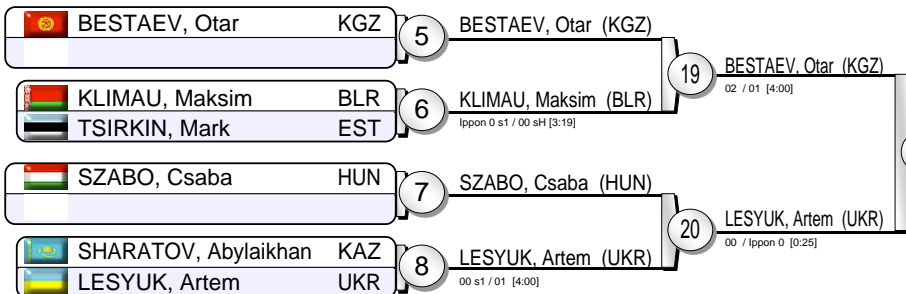 BESTAEV, Otar KGZ
5
BESTAEV, Otar (KGZ)
19
BESTAEV, Otar (KGZ)
02 / 01 [4:00]
KLIMAU, Maksim BLR
TSIRKIN, Mark EST
6
KLIMAU, Maksim (BLR)
Ippon 0 s1 / 00 sH [3:19]
SZABO, Csaba HUN
7
SZABO, Csaba (HUN)
20
LESYUK, Artem (UKR)
00 / Ippon 0 [0:25]
SHARATOV, Abylaikhan KAZ
LESYUK, Artem UKR
8
LESYUK, Artem (UKR)
00 s1 / 01 [4:00]